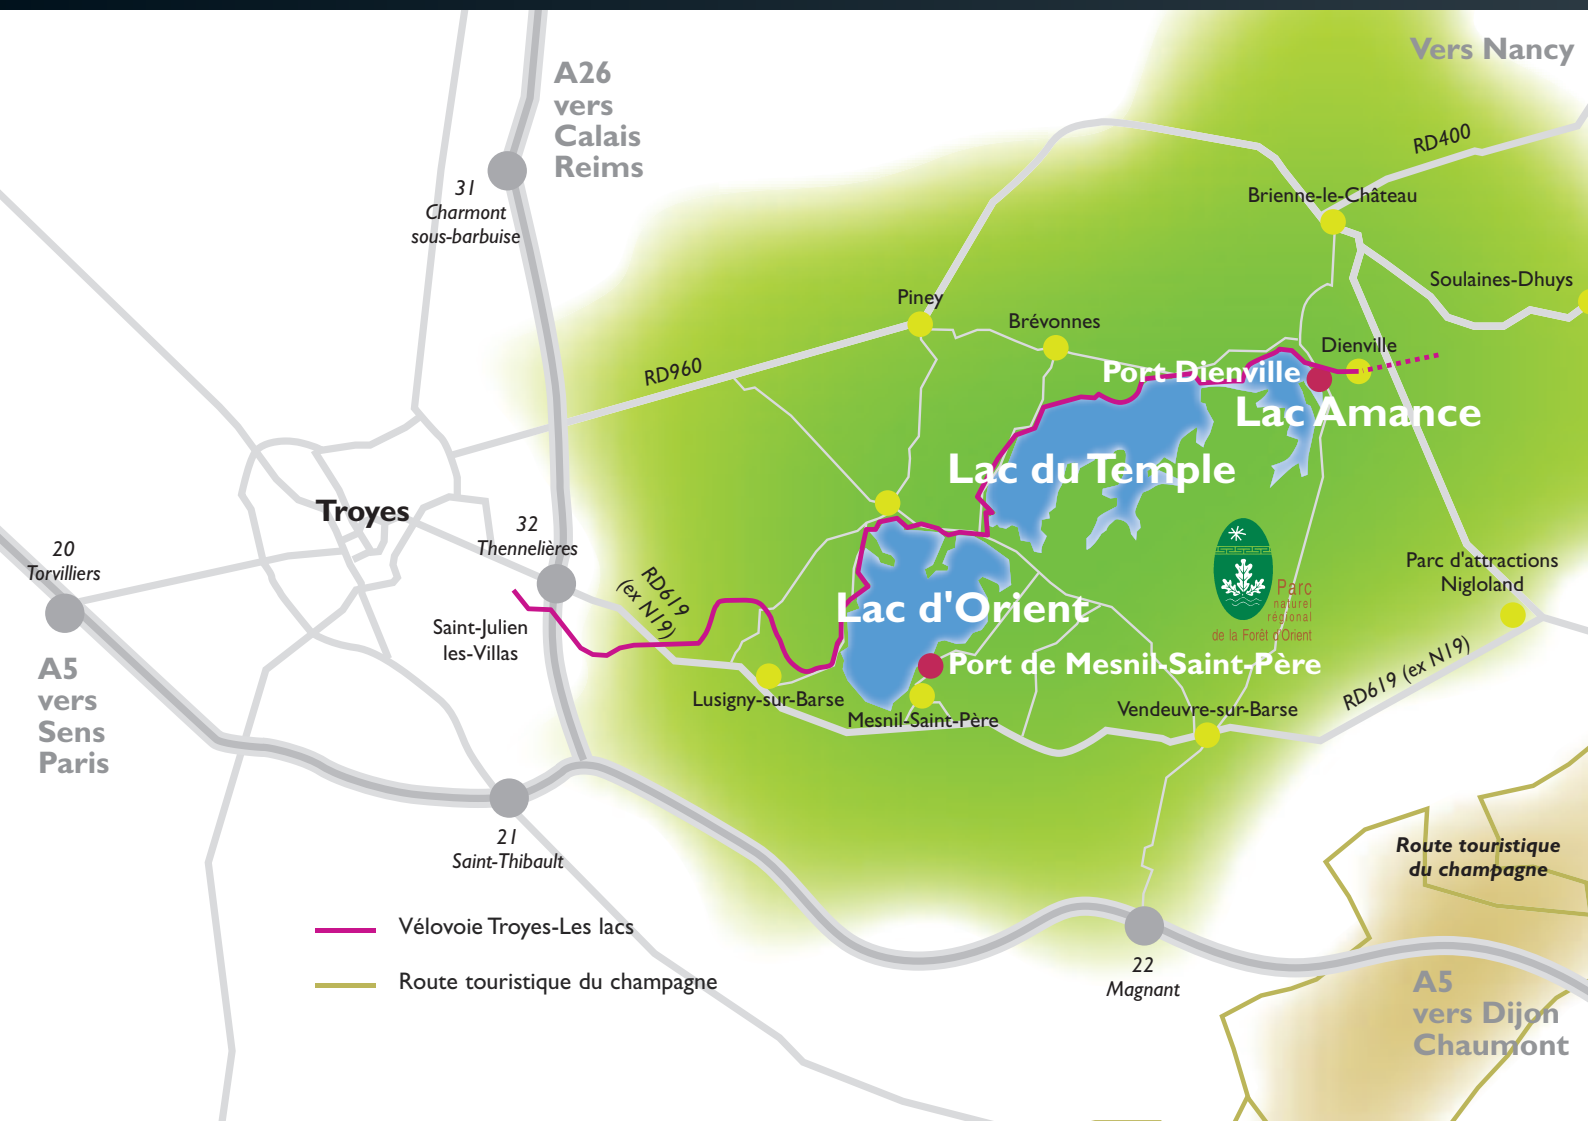 Vers Nancy
A26
vers
Calais
Reims
RD400
31
Charmont
sous-barbuise
Brienne-le-Château
Soulaines-Dhuys
Piney
Brévonnes
Dienville
RD960
Port Dienville
Lac Amance
Lac du Temple
Troyes
32
Thennelières
20
Torvilliers
RD619
(ex N19)
Parc d'attractions
Nigloland
Parc
naturel
régional
de la Forêt d'Orient
Lac d'Orient
Saint-Julien
les-Villas
Port de Mesnil-Saint-Père
RD619 (ex N19)
A5
vers
Sens
Paris
Lusigny-sur-Barse
Mesnil-Saint-Père
Vendeuvre-sur-Barse
21
Saint-Thibault
Route touristique
du champagne
Vélovoie Troyes-Les lacs
Route touristique du champagne
22
Magnant
A5
vers Dijon
Chaumont